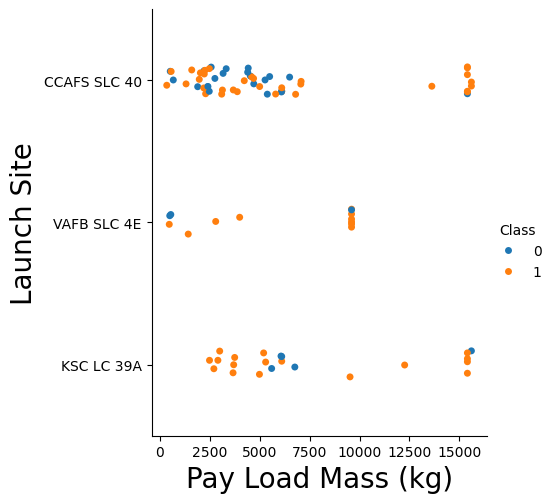 CCAFS SLC 40
VAFB SLC 4E
KSC LC 39A
Launch Site
0 2500 5000 7500 10000 12500 15000
Pay Load Mass (kg)
Class
0
1